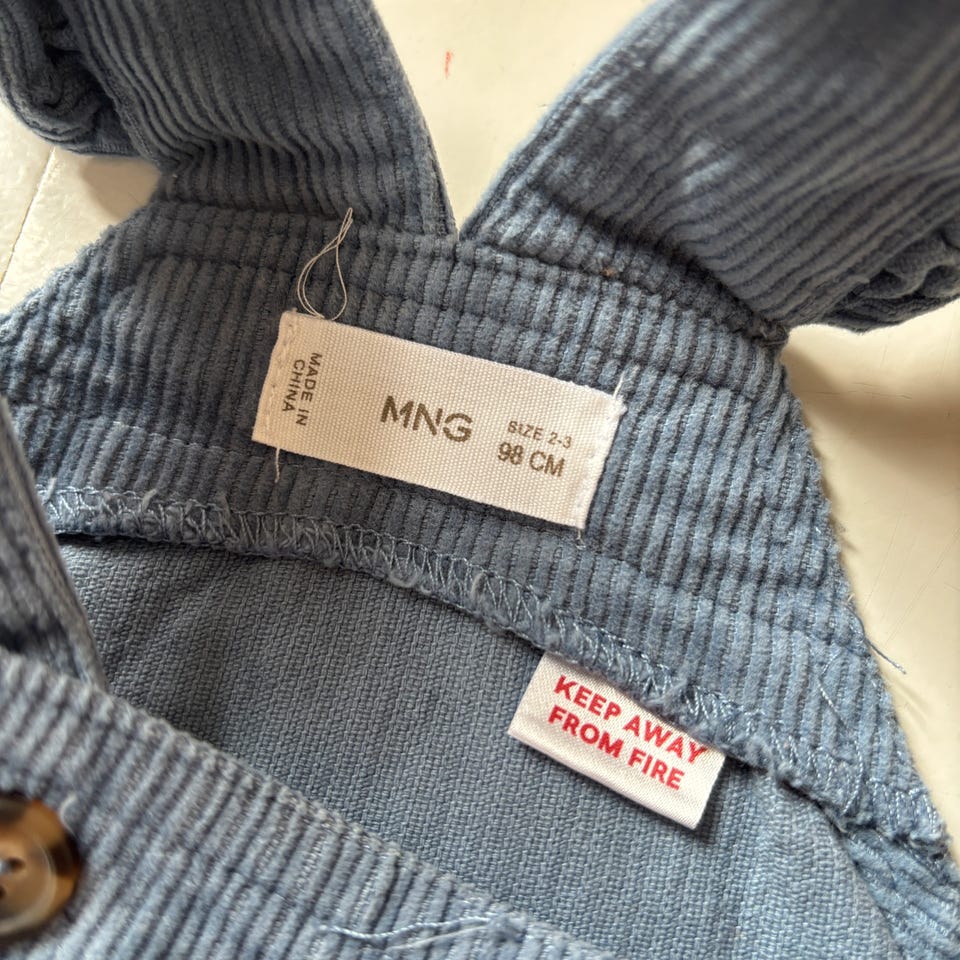 MADE IN
CHINA
MNG
SIZE 2-3
98 CM
KEEP AWAY
FROM FIRE